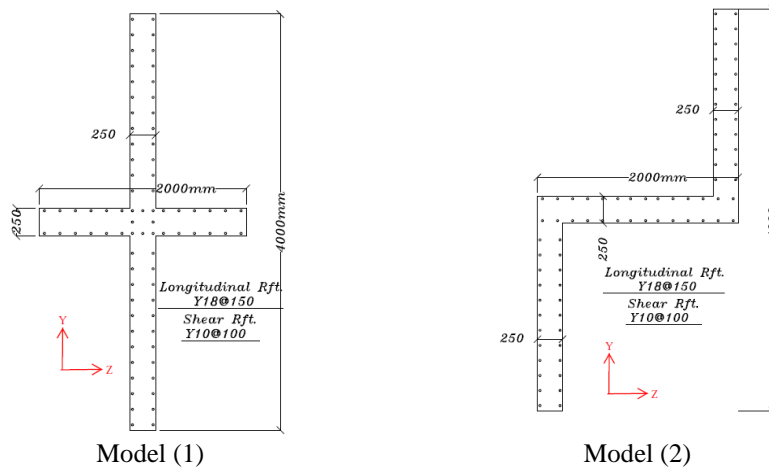 250
2000mm
250
4000mm
Longitudinal Rft.
Y18@150
Shear Rft.
Y10@100
Y
Z
Model (1)
250
2000mm
250
Longitudinal Rft.
Y18@150
Shear Rft.
Y10@100
250
Y
Z
Model (2)